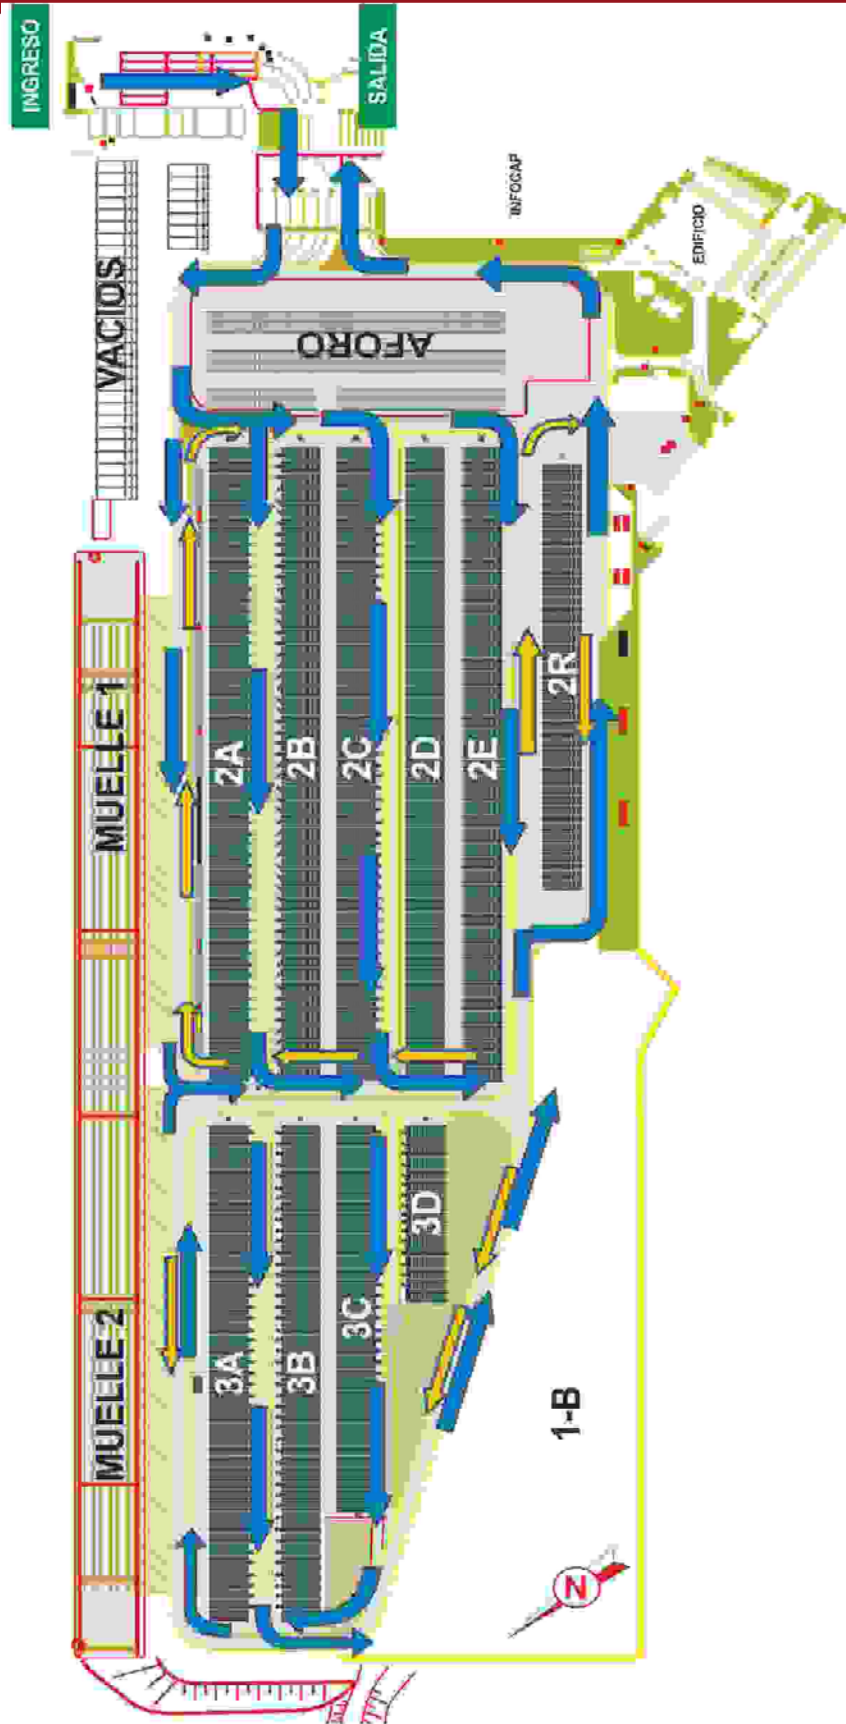 INGRESO
SALIDA
INFOCAP
EDIFICIO
VACIOS
AFORO
MUELLE 1
2A
2B
2C
2D
2E
2R
MUELLE 2
3A
3B
3C
3D
1-B
N